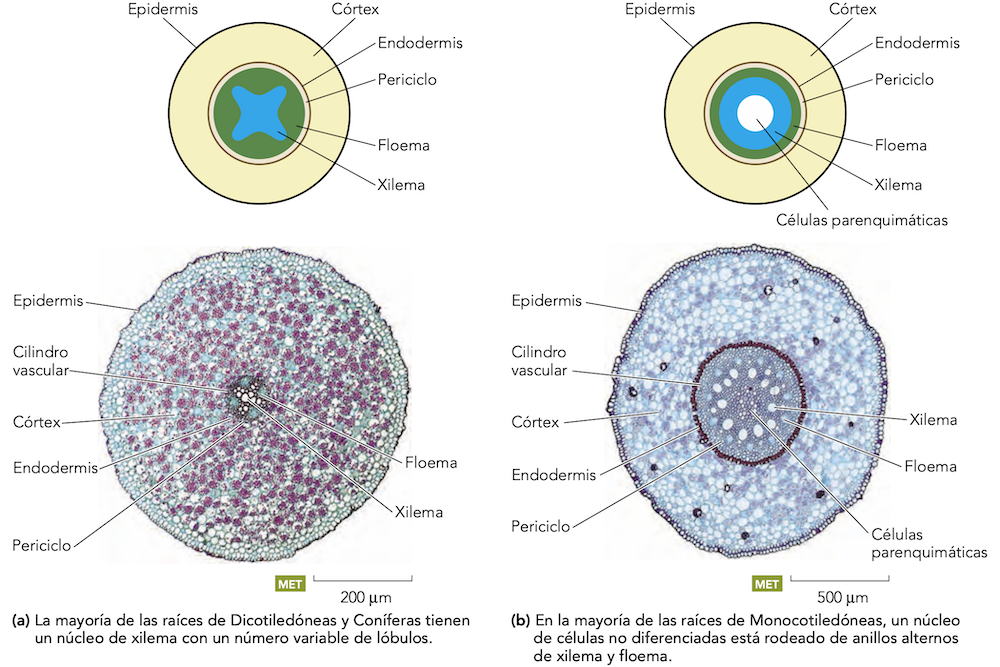 Epidermis
Córtex
Endodermis
Periciclo
Floema
Xilema
Epidermis
Córtex
Endodermis
Periciclo
Floema
Xilema
Células parenquimáticas
Epidermis
Cilindro
vascular
Córtex
Endodermis
Periciclo
Floema
Xilema
MET
200 μm
(a) La mayoría de las raíces de Dicotiledóneas y Coníferas tienen
un núcleo de xilema con un número variable de lóbulos.
Epidermis
Cilindro
vascular
Córtex
Endodermis
Periciclo
Xilema
Floema
Células
parenquimáticas
MET
500 μm
(b) En la mayoría de las raíces de Monocotiledóneas, un núcleo
de células no diferenciadas está rodeado de anillos alternos
de xilema y floema.